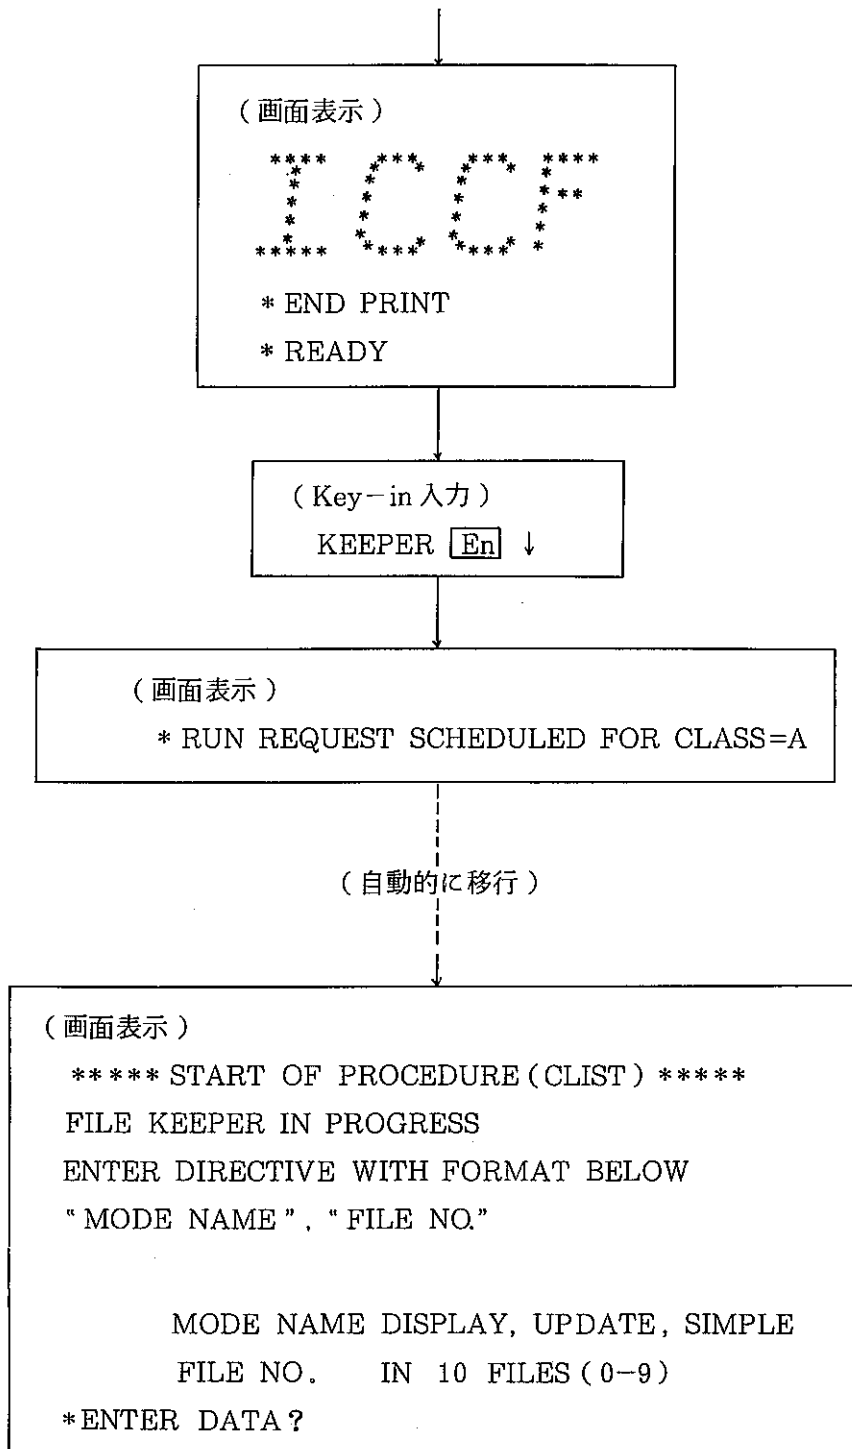 (画面表示)
ICCF
* END PRINT
* READY
(Key-in 入力)
KEEPER En ↓
(画面表示)
* RUN REQUEST SCHEDULED FOR CLASS=A
(自動的に移行)
(画面表示)
***** START OF PROCEDURE (CLIST) *****
FILE KEEPER IN PROGRESS
ENTER DIRECTIVE WITH FORMAT BELOW
“MODE NAME”, “FILE NO.”
MODE NAME DISPLAY, UPDATE, SIMPLE
FILE NO. IN 10 FILES (0-9)
*ENTER DATA?